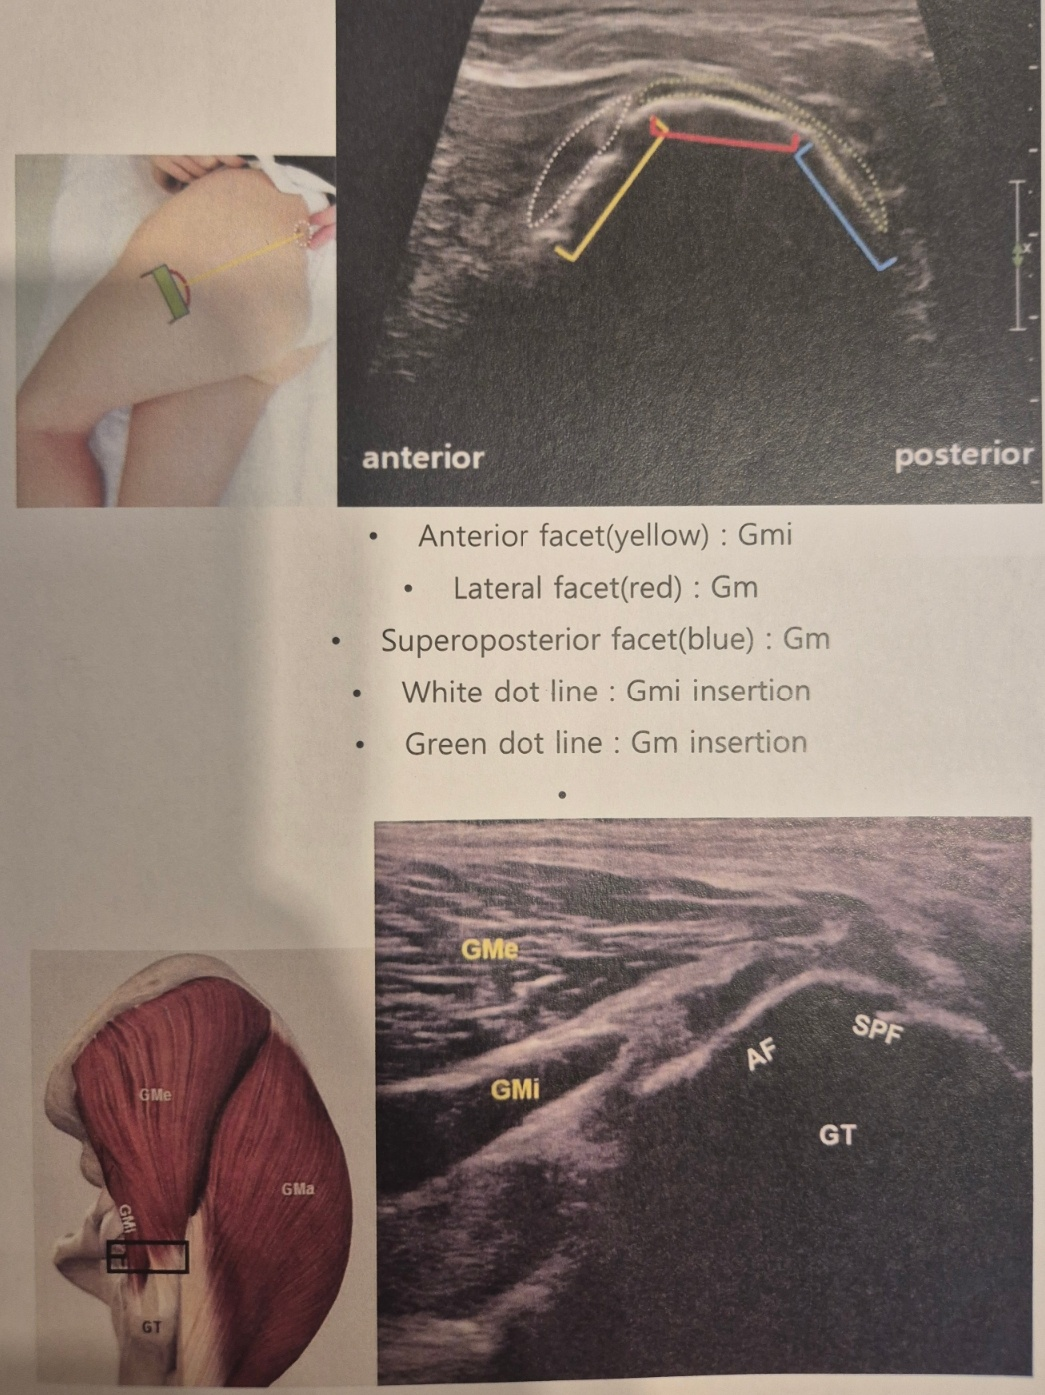 anterior
posterior
x
• Anterior facet(yellow) : Gmi
• Lateral facet(red) : Gm
• Superoposterior facet(blue) : Gm
• White dot line : Gmi insertion
• Green dot line : Gm insertion
•
GMe
GMi
AF
SPF
GT
GMe
GMa
GMi
GT